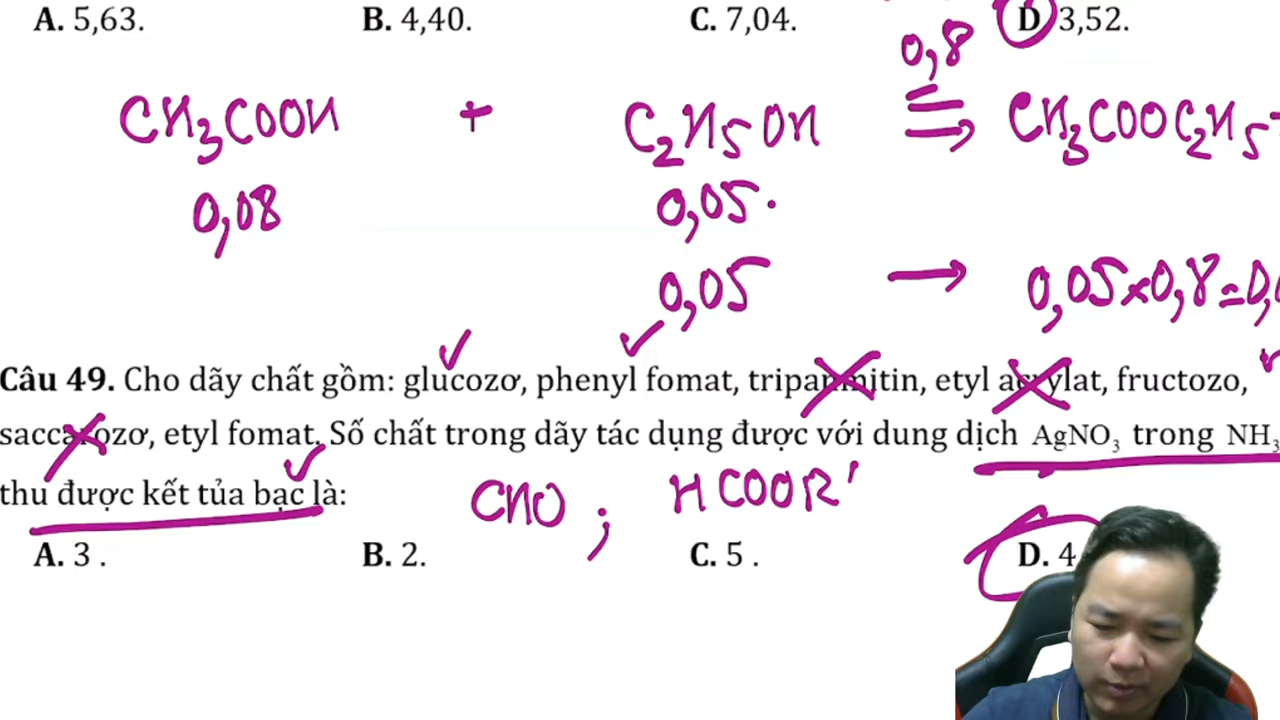 A. 5,63. B. 4,40. C. 7,04. D 3,52.
0,8
CH3COOH + C2H5OH ⇌ CH3COOC2H5 +
0,08 0,05.
0,05 → 0,05×0,8=0,0
Câu 49. Cho dãy chất gồm: glucozơ, phenyl fomat, tripanmitin, etyl acrylat, fructozo,
saccarozơ, etyl fomat. Số chất trong dãy tác dụng được với dung dịch AgNO₃ trong NH₃
thu được kết tủa bạc là:
CHO ; HCOOR'
A. 3 . B. 2. C. 5 . D. 4